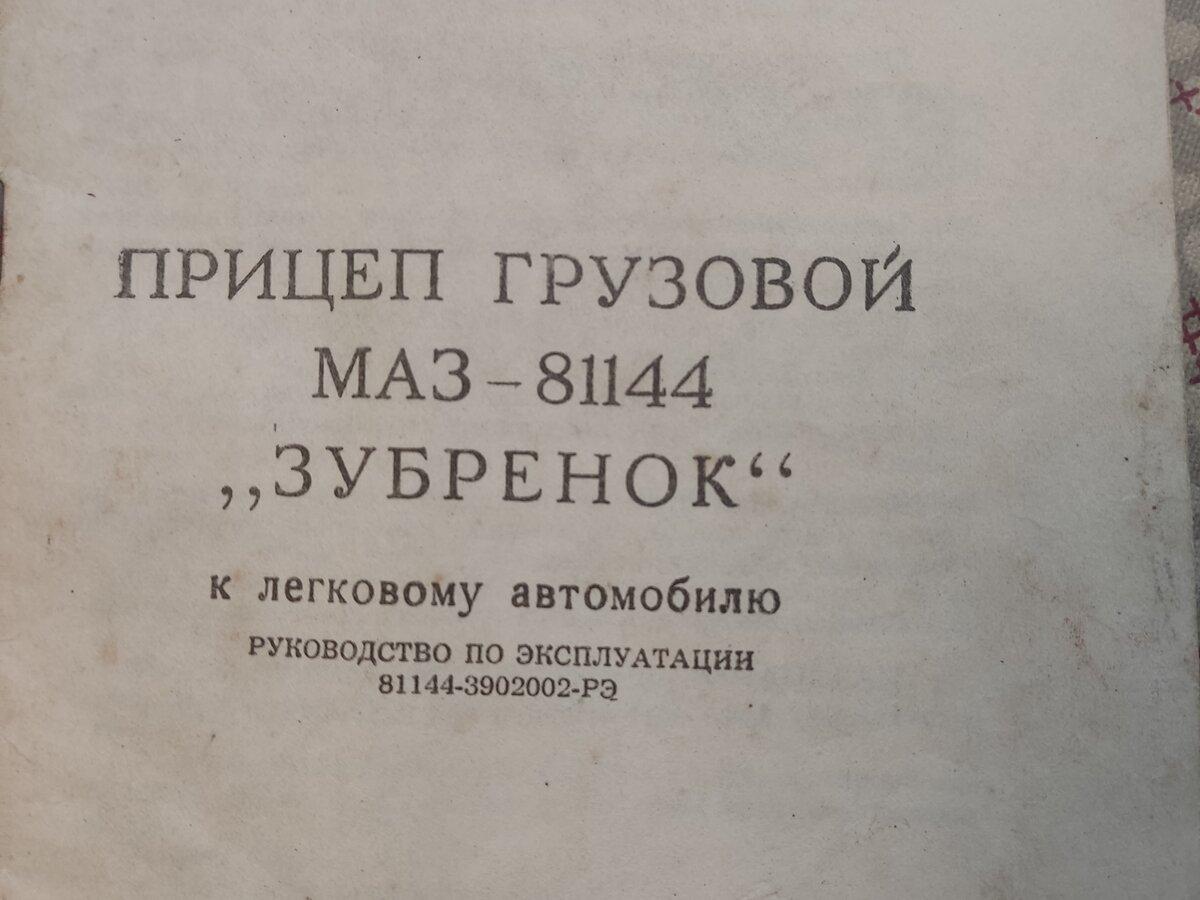 ПРИЦЕП ГРУЗОВОЙ
МАЗ – 81144
„ЗУБРЕНОК“
к легковому автомобилю
РУКОВОДСТВО ПО ЭКСПЛУАТАЦИИ
81144-3902002-РЭ